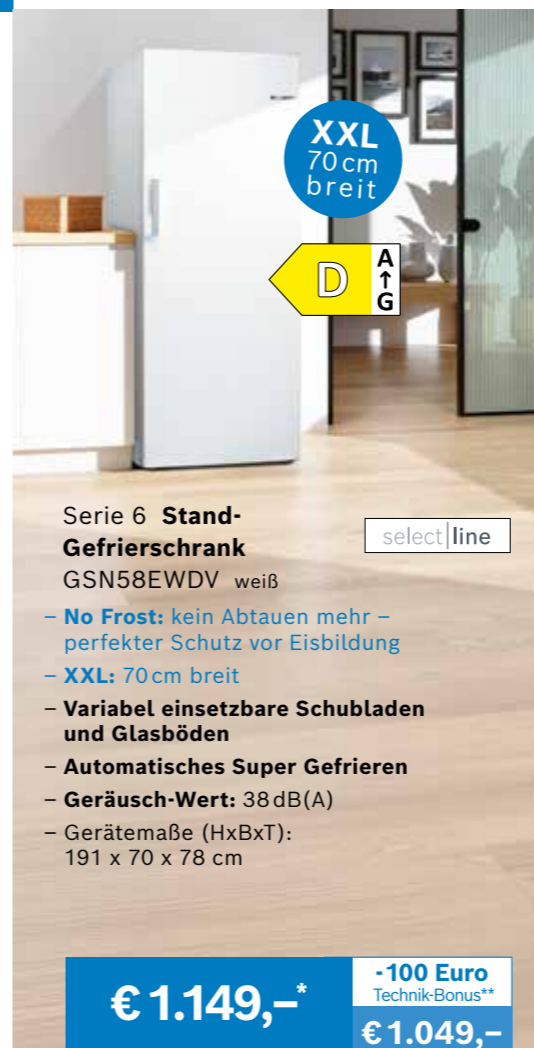 XXL
70 cm
breit
D
A
↑
G
Serie 6 Stand-
Gefrierschrank
GSN58EWDV weiß
select|line
– No Frost: kein Abtauen mehr –
perfekter Schutz vor Eisbildung
– XXL: 70 cm breit
– Variabel einsetzbare Schubladen
und Glasböden
– Automatisches Super Gefrieren
– Geräusch-Wert: 38 dB(A)
– Gerätemaße (HxBxT):
191 x 70 x 78 cm
€ 1.149,–*
-100 Euro
Technik-Bonus**
€ 1.049,–